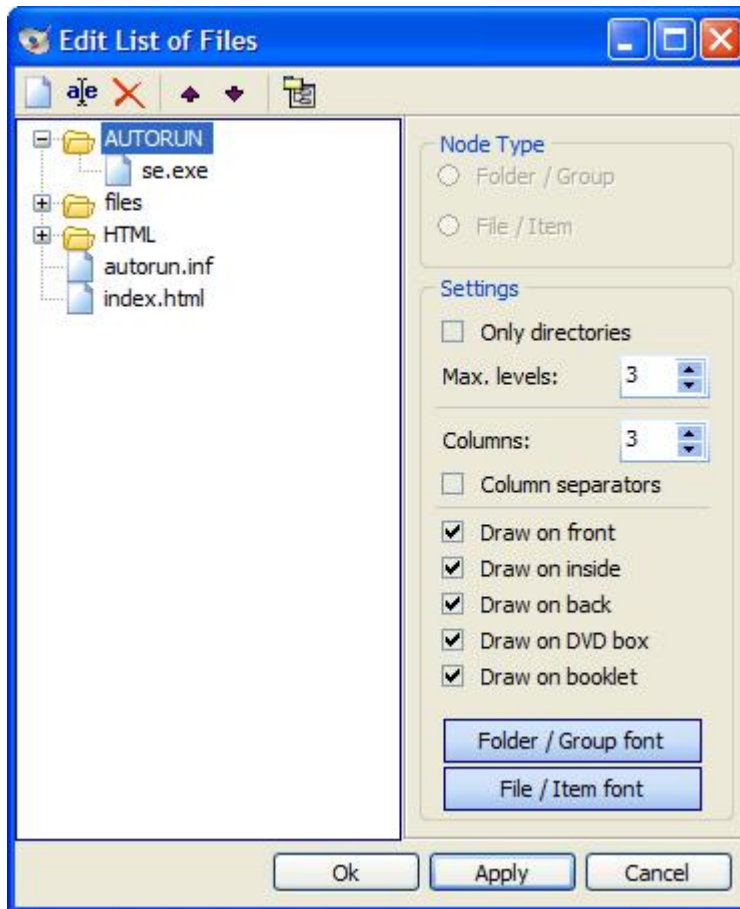 Edit List of Files
a e
AUTORUN
se.exe
files
HTML
autorun.inf
index.html
Node Type
Folder / Group
File / Item
Settings
Only directories
Max. levels: 3
Columns: 3
Column separators
Draw on front
Draw on inside
Draw on back
Draw on DVD box
Draw on booklet
Folder / Group font
File / Item font
Ok Apply Cancel